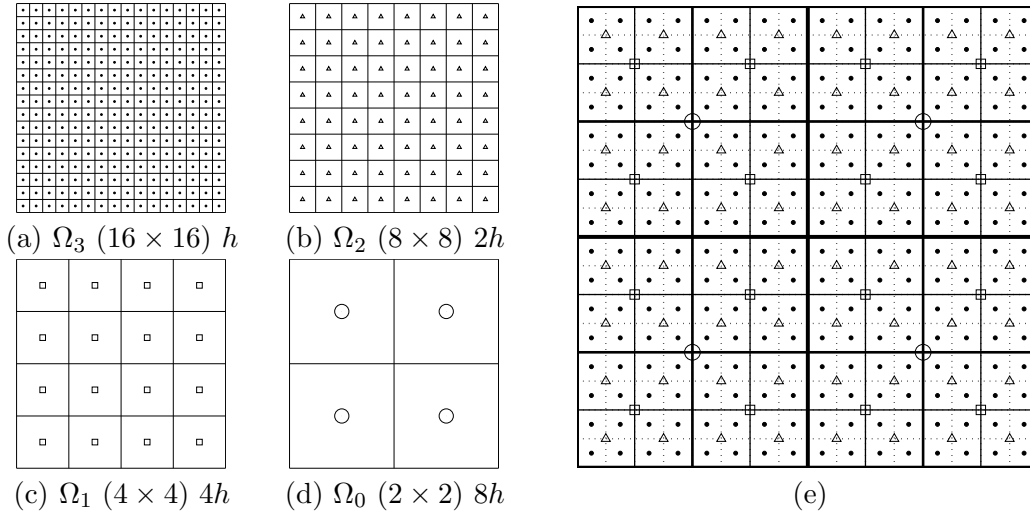 (a) Ω₃ (16 × 16) h
(b) Ω₂ (8 × 8) 2h
(c) Ω₁ (4 × 4) 4h
(d) Ω₀ (2 × 2) 8h
(e)